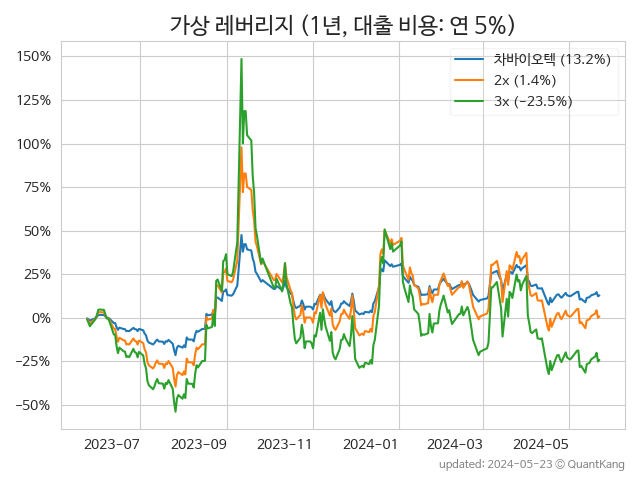 가상 레버리지 (1년, 대출 비용: 연 5%)
150%
125%
100%
75%
50%
25%
0%
−25%
−50%
차바이오텍 (13.2%)
2x (1.4%)
3x (−23.5%)
2023-07 2023-09 2023-11 2024-01 2024-03 2024-05
updated: 2024-05-23 © QuantKang